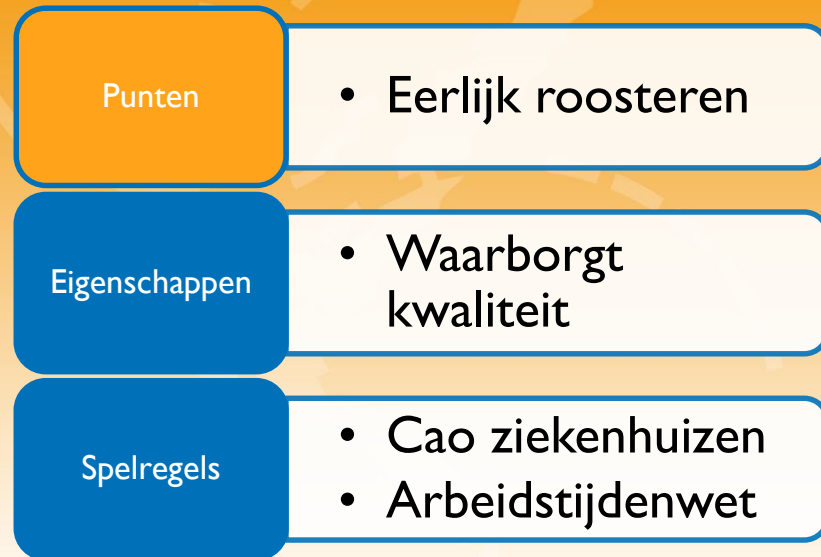 Punten
• Eerlijk roosteren
Eigenschappen
• Waarborgt
kwaliteit
Spelregels
• Cao ziekenhuizen
• Arbeidstijdenwet